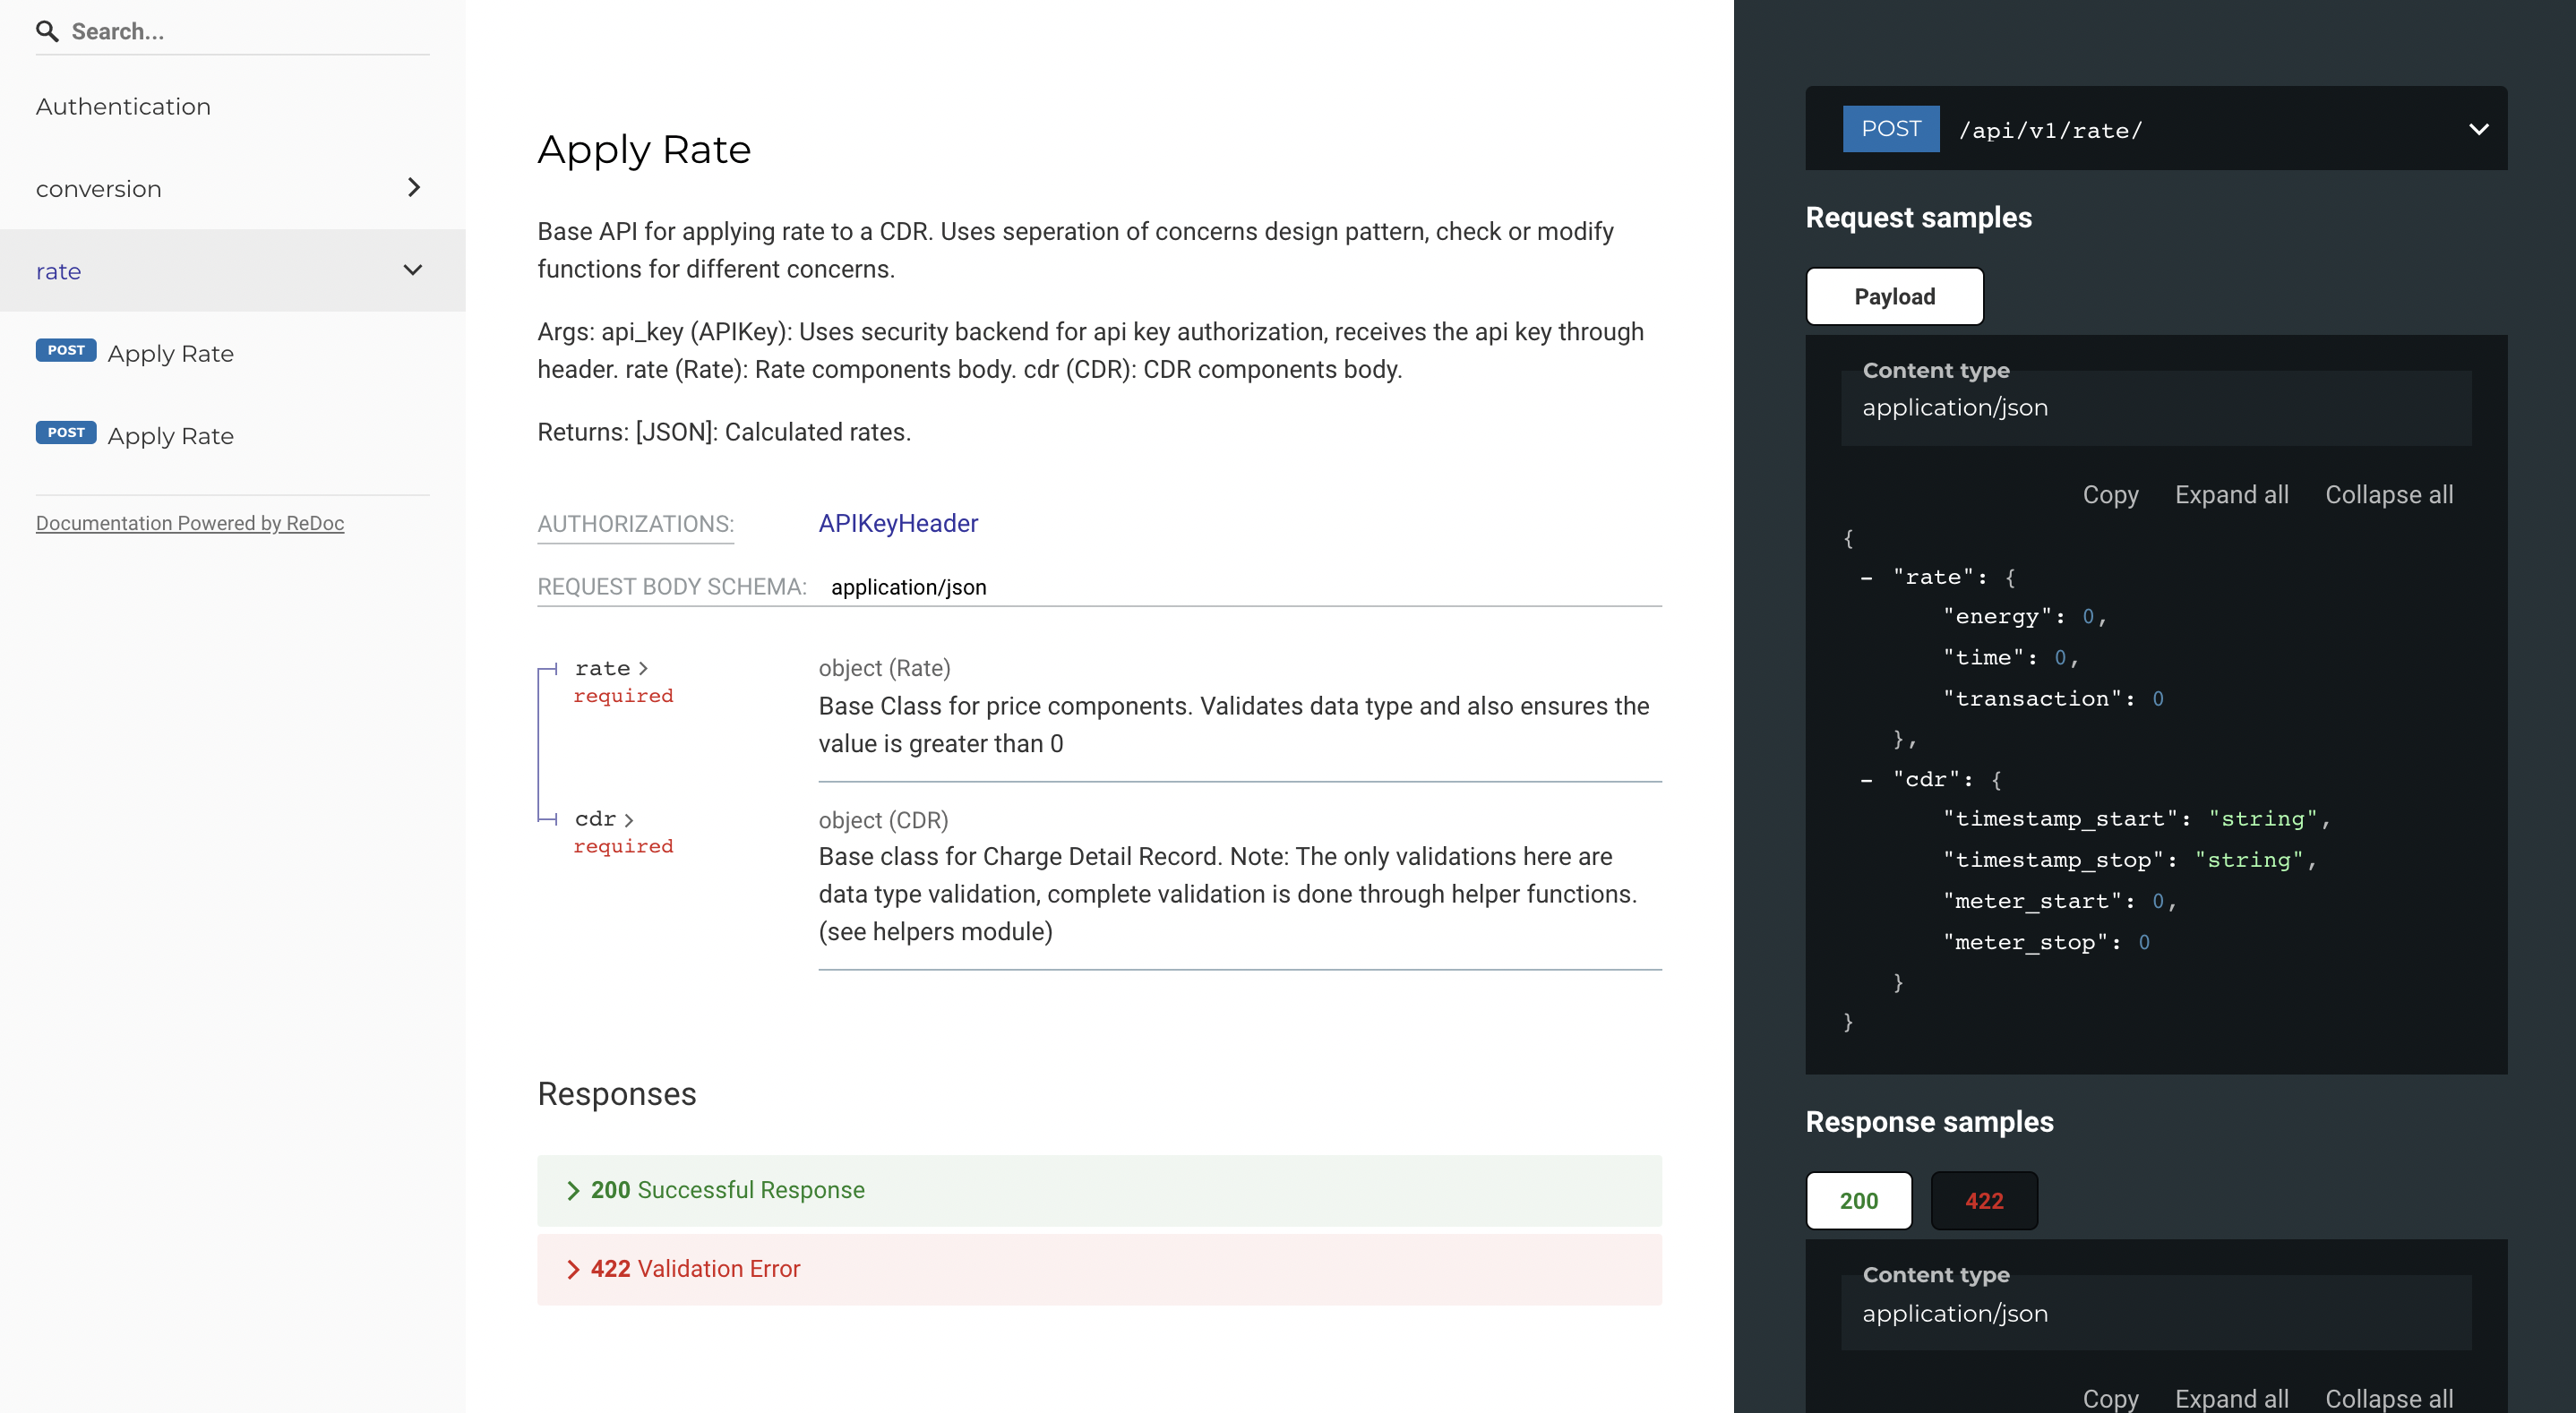 Search...
Authentication
conversion
rate
POST Apply Rate
POST Apply Rate
Documentation Powered by ReDoc
Apply Rate
Base API for applying rate to a CDR. Uses seperation of concerns design pattern, check or modify
functions for different concerns.
Args: api_key (APIKey): Uses security backend for api key authorization, receives the api key through
header. rate (Rate): Rate components body. cdr (CDR): CDR components body.
Returns: [JSON]: Calculated rates.
AUTHORIZATIONS: APIKeyHeader
REQUEST BODY SCHEMA: application/json
rate
required
object (Rate)
Base Class for price components. Validates data type and also ensures the
value is greater than 0
cdr
required
object (CDR)
Base class for Charge Detail Record. Note: The only validations here are
data type validation, complete validation is done through helper functions.
(see helpers module)
Responses
200 Successful Response
422 Validation Error
POST /api/v1/rate/
Request samples
Payload
Content type
application/json
Copy Expand all Collapse all
{
- "rate": {
"energy": 0,
"time": 0,
"transaction": 0
},
- "cdr": {
"timestamp_start": "string",
"timestamp_stop": "string",
"meter_start": 0,
"meter_stop": 0
}
}
Response samples
200 422
Content type
application/json
Copy Expand all Collapse all